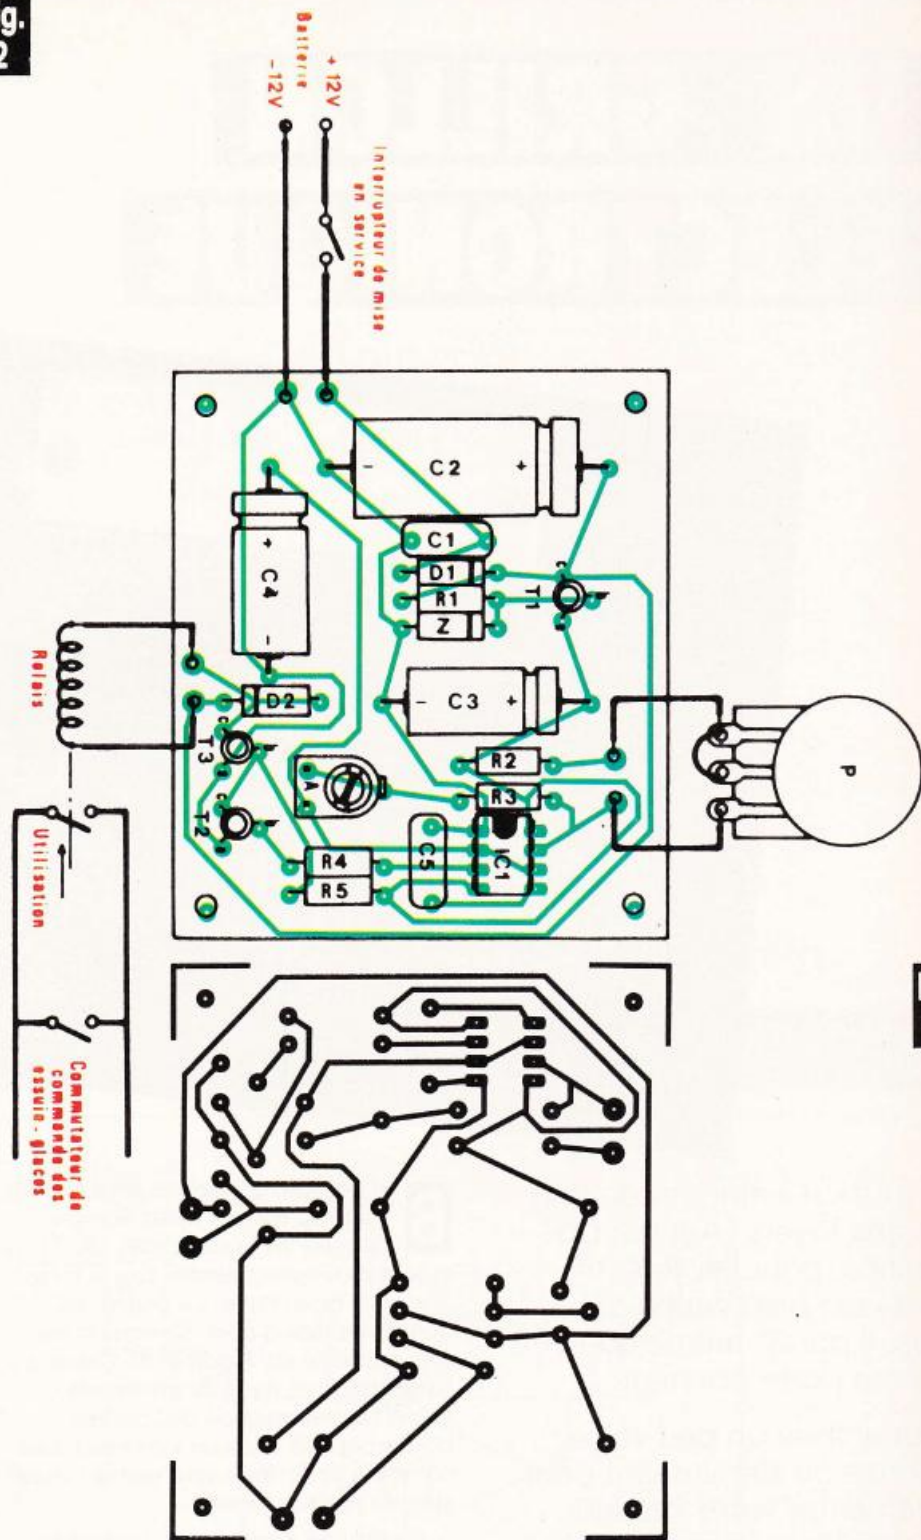 g.
2
Batterie
-12V
+12V
Interrupteur de mise
en service
C2
-
+
C1
D1
R1
Z
T1
c
b
e
C4
+
-
C3
-
+
D2
R2
R3
A
T3
c
b
e
T2
c
b
e
R4
R5
C5
IC1
P
Relais
Utilisation
Commutateur de
commande des
essuie-glaces